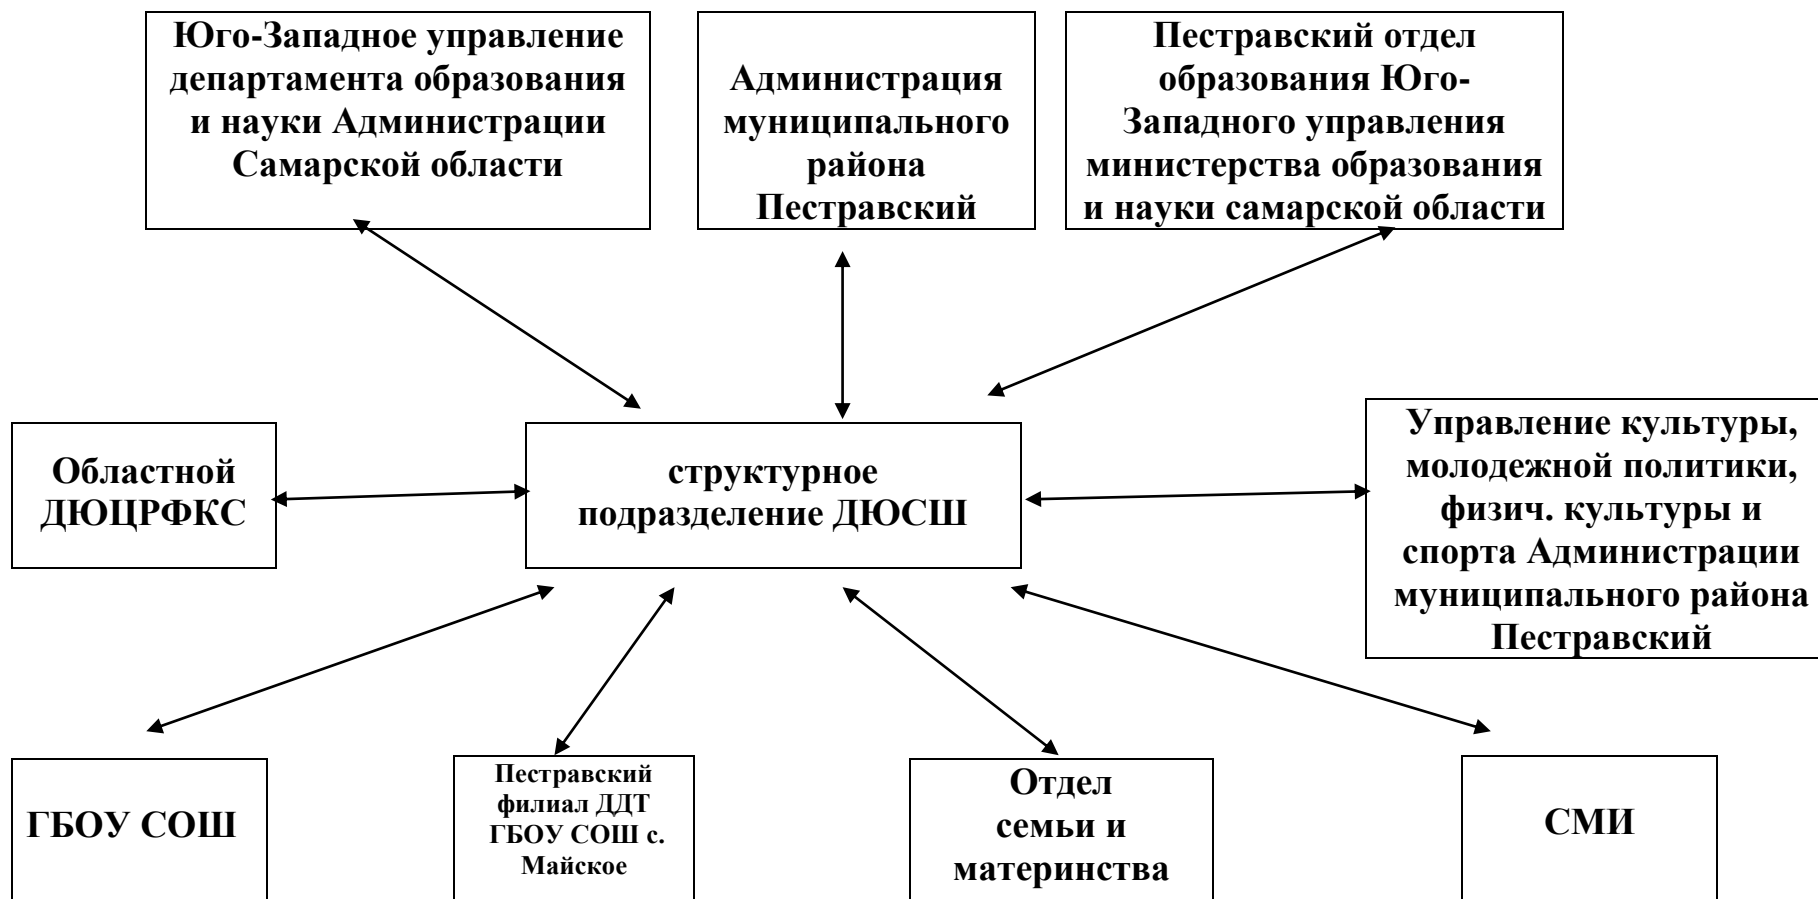 Юго-Западное управление
департамента образования
и науки Администрации
Самарской области
Администрация
муниципального
района
Пестравский
Пестравский отдел
образования Юго-
Западного управления
министерства образования
и науки самарской области
Областной
ДЮЦРФКС
структурное
подразделение ДЮСШ
Управление культуры,
молодежной политики,
физич. культуры и
спорта Администрации
муниципального района
Пестравский
ГБОУ СОШ
Пестравский
филиал ДДТ
ГБОУ СОШ с.
Майское
Отдел
семьи и
материнства
СМИ